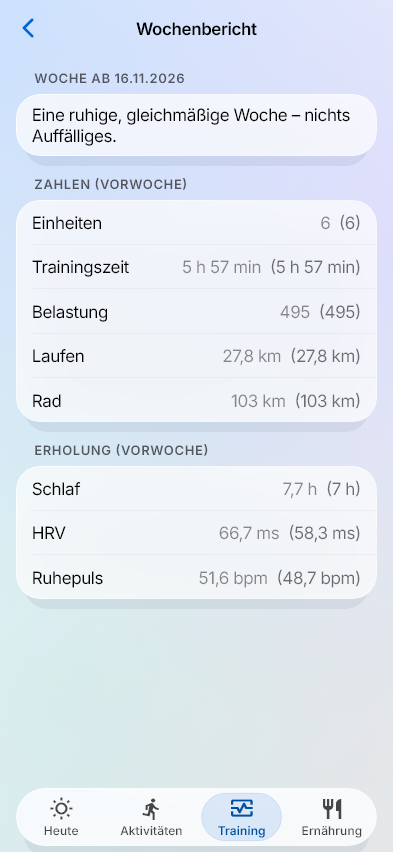 Wochenbericht
WOCHE AB 16.11.2026
Eine ruhige, gleichmäßige Woche – nichts
Auffälliges.
ZAHLEN (VORWOCHE)
Einheiten 6 (6)
Trainingszeit 5 h 57 min (5 h 57 min)
Belastung 495 (495)
Laufen 27,8 km (27,8 km)
Rad 103 km (103 km)
ERHOLUNG (VORWOCHE)
Schlaf 7,7 h (7 h)
HRV 66,7 ms (58,3 ms)
Ruhepuls 51,6 bpm (48,7 bpm)
Heute Aktivitäten Training Ernährung